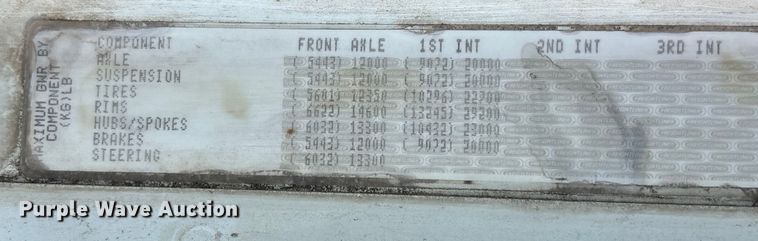 MAXIMUM GWR BY
COMPONENT
(KG)LB
COMPONENT FRONT AXLE 1ST INT 2ND INT 3RD INT
AXLE ( 5443) 12000 ( 9072) 20000
SUSPENSION ( 5443) 12000 ( 9072) 20000
TIRES ( 5601) 12350 (10296) 22700
RIMS ( 6622) 14600 (13245) 29200
HUBS/SPOKES ( 6032) 13300 (10432) 23000
BRAKES ( 5443) 12000 ( 9072) 20000
STEERING ( 6032) 13300
Purple Wave Auction